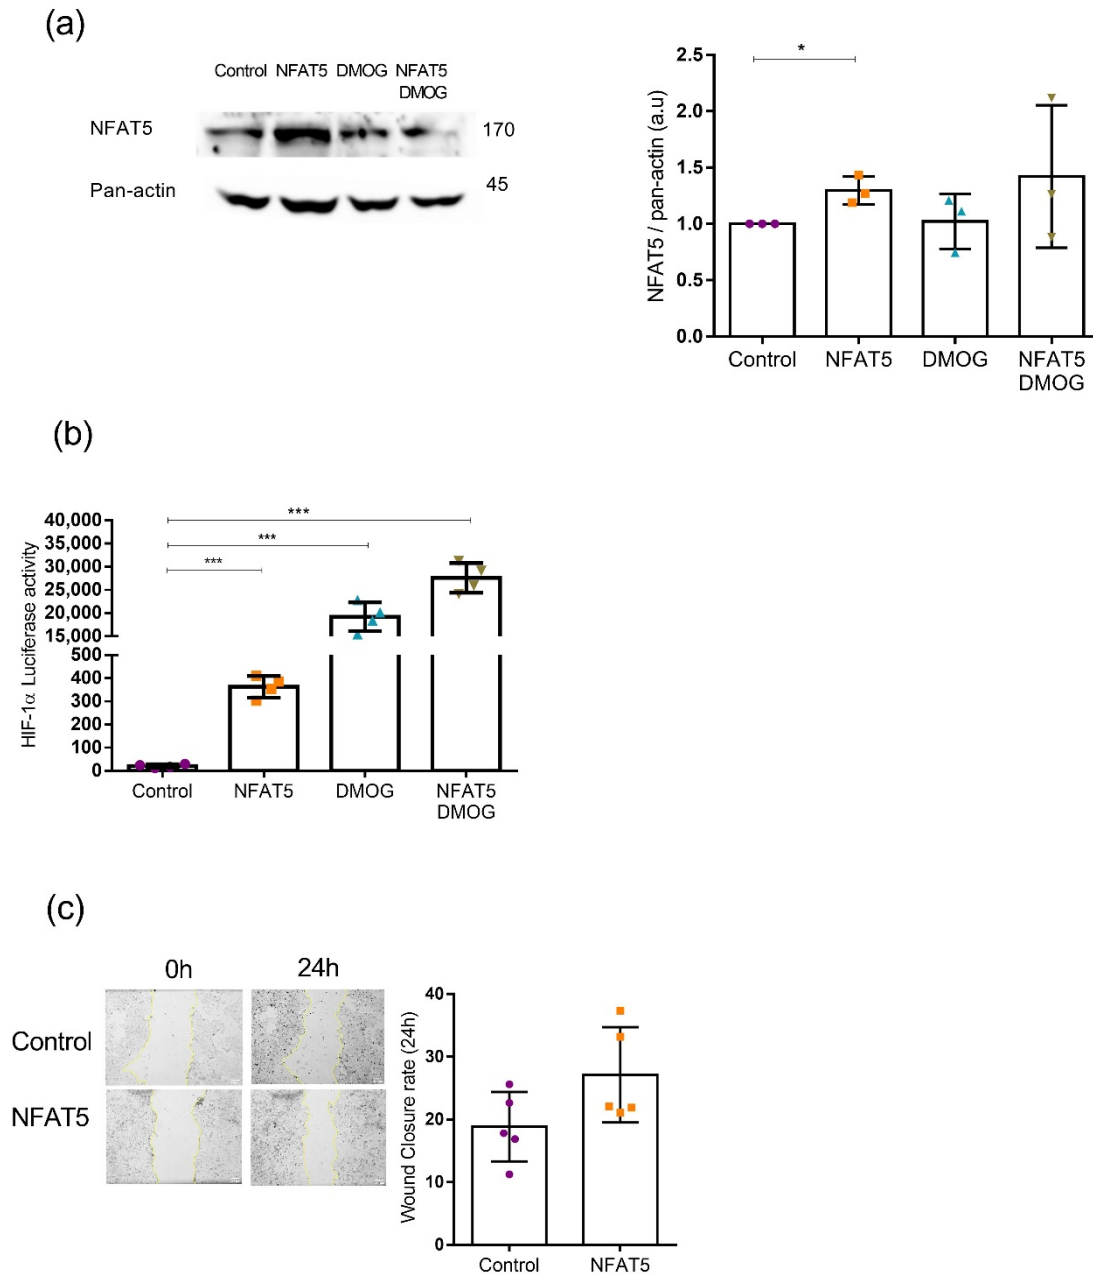 (a)
Control NFAT5 DMOG NFAT5
DMOG
NFAT5 170
Pan-actin 45
NFAT5 / pan-actin (a.u)
2.5
2.0
1.5
1.0
0.5
0.0
*
Control NFAT5 DMOG NFAT5
DMOG
(b)
HIF-1α Luciferase activity
40,000
35,000
30,000
25,000
20,000
15,000
500
400
300
200
100
0
***
***
***
Control NFAT5 DMOG NFAT5
DMOG
(c)
0h 24h
Control
NFAT5
Wound Closure rate (24h)
40
30
20
10
0
Control NFAT5